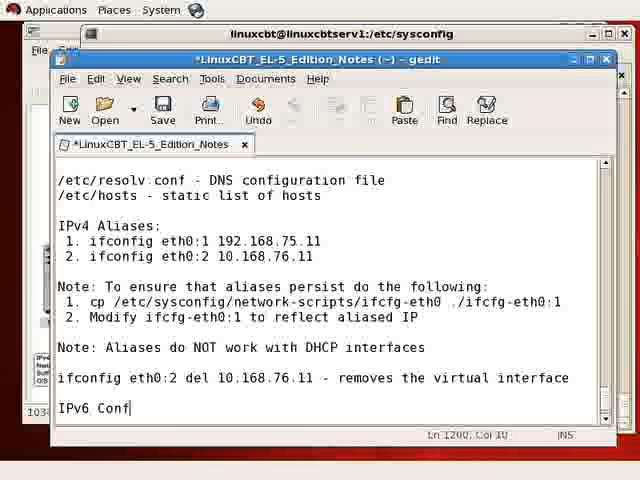 Applications Places System
linuxcbt@linuxcbtserv1:/etc/sysconfig
File
*LinuxCBT_EL-5_Edition_Notes (~) - gedit
File Edit View Search Tools Documents Help
New Open Save Print... Undo Paste Find Replace
*LinuxCBT_EL-5_Edition_Notes
/etc/resolv.conf - DNS configuration file
/etc/hosts - static list of hosts
IPv4 Aliases:
1. ifconfig eth0:1 192.168.75.11
2. ifconfig eth0:2 10.168.76.11
Note: To ensure that aliases persist do the following:
1. cp /etc/sysconfig/network-scripts/ifcfg-eth0 ./ifcfg-eth0:1
2. Modify ifcfg-eth0:1 to reflect aliased IP
Note: Aliases do NOT work with DHCP interfaces
ifconfig eth0:2 del 10.168.76.11 - removes the virtual interface
IPv6 Conf
Ln 1200, Col 10 INS